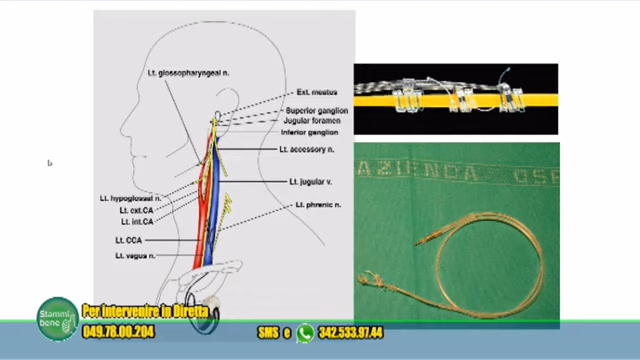 Lt. glossopharyngeal n.
Ext. meatus
Superior ganglion
Jugular foramen
Inferior ganglion
Lt. accessory n.
Lt. jugular v.
Lt. hypoglossal n.
Lt. ext.CA
Lt. int.CA
Lt. phrenic n.
Lt. CCA
Lt. vagus n.
AZIENDA OSP
Stammi
bene
Per intervenire in Diretta
049.78.00.204
SMS e 342.533.97.44